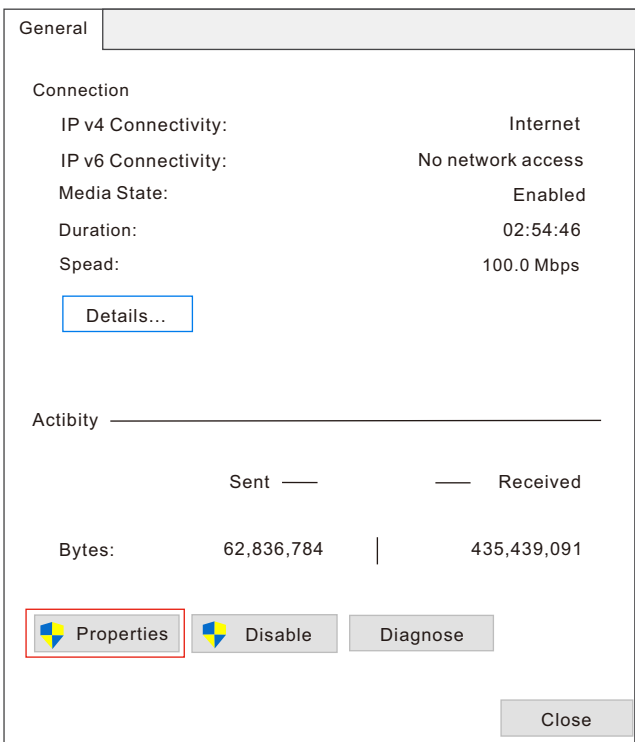 General
Connection
IP v4 Connectivity: Internet
IP v6 Connectivity: No network access
Media State: Enabled
Duration: 02:54:46
Spead: 100.0 Mbps
Details...
Actibity
Sent Received
Bytes: 62,836,784 435,439,091
Properties Disable Diagnose
Close